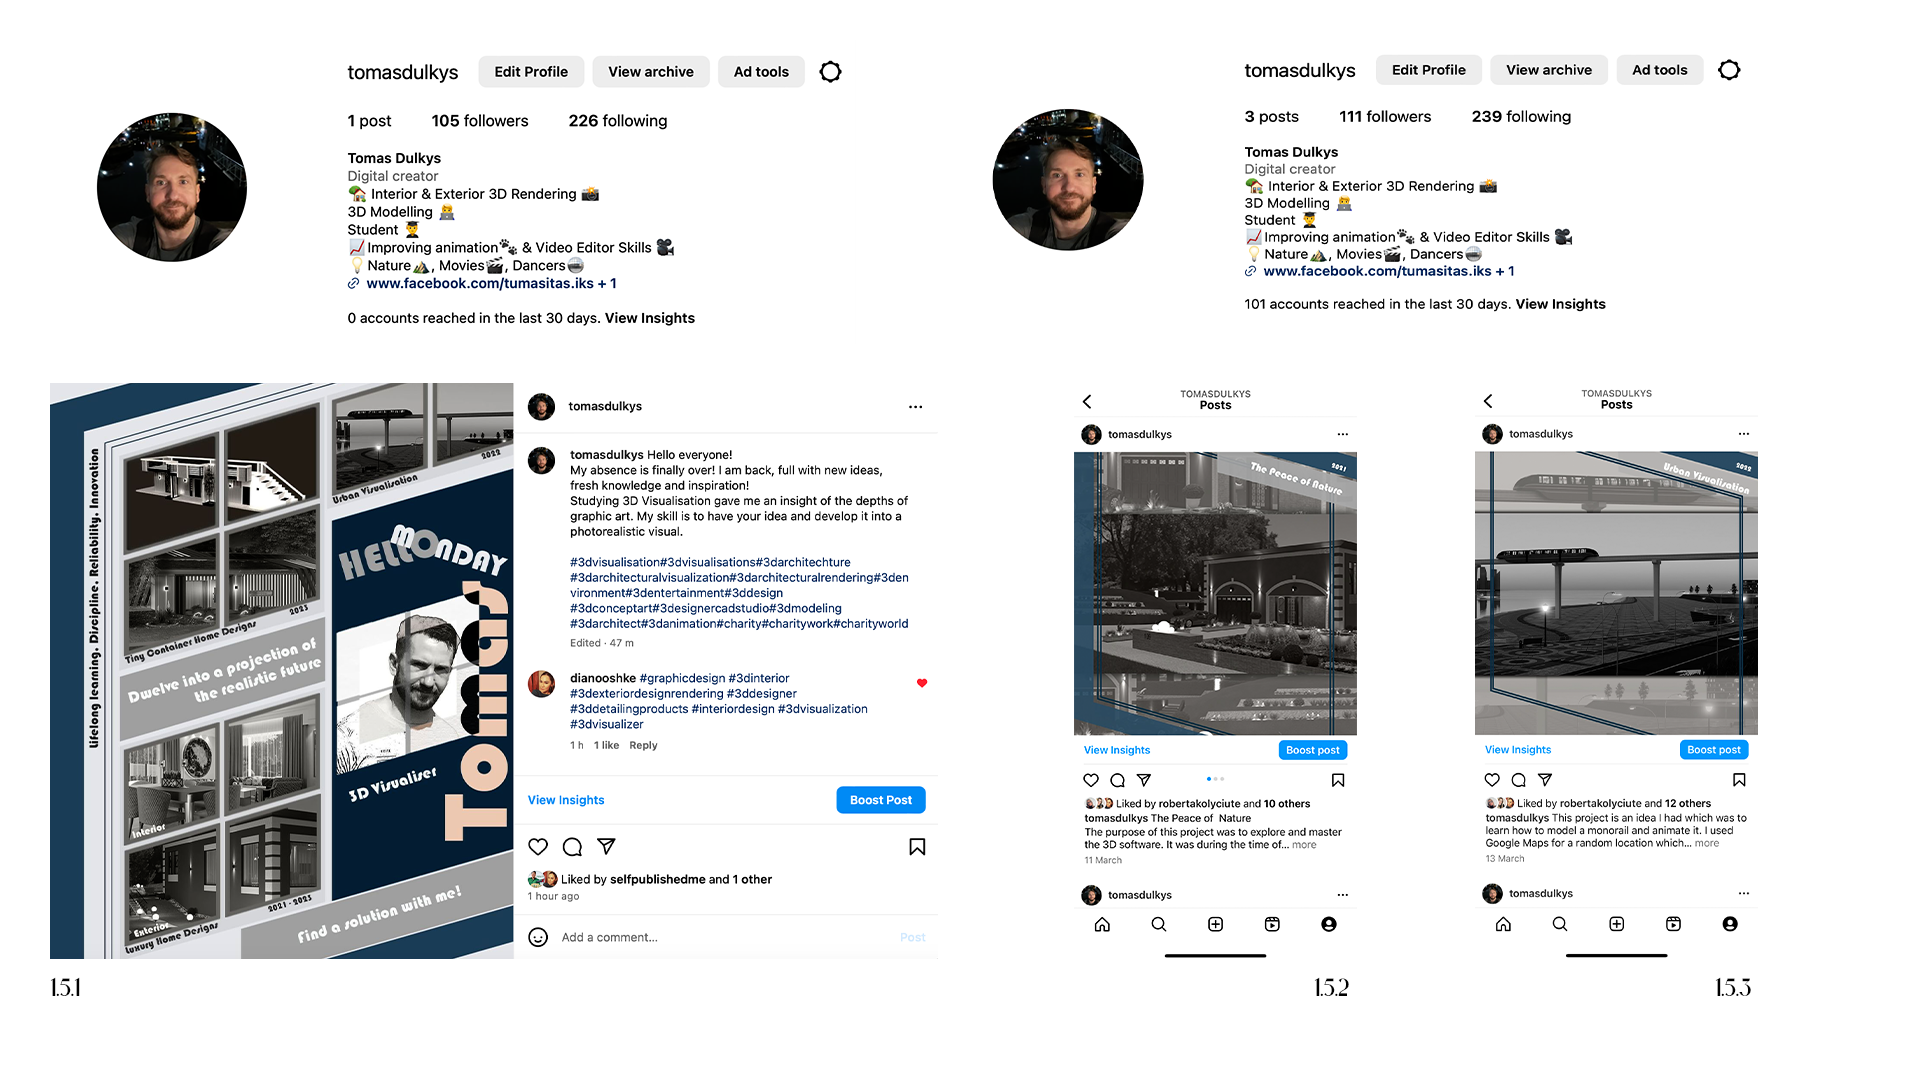 tomasdulkys Edit Profile View archive Ad tools
1 post 105 followers 226 following
Tomas Dulkys
Digital creator
🏡 Interior & Exterior 3D Rendering 📸
3D Modelling 👨‍💻
Student 👨‍🎓
📈Improving animation🐾 & Video Editor Skills 🎥
💡Nature⛰️, Movies🎬, Dancers🪩
www.facebook.com/tumasitas.iks + 1
0 accounts reached in the last 30 days. View Insights
tomasdulkys Edit Profile View archive Ad tools
3 posts 111 followers 239 following
Tomas Dulkys
Digital creator
🏡 Interior & Exterior 3D Rendering 📸
3D Modelling 👨‍💻
Student 👨‍🎓
📈Improving animation🐾 & Video Editor Skills 🎥
💡Nature⛰️, Movies🎬, Dancers🪩
www.facebook.com/tumasitas.iks + 1
101 accounts reached in the last 30 days. View Insights
Lifelong learning. Discipline. Reliability. Innovation
Urban Visualisation
2022
HELLO
MONDAY
Tomas
3D Visualiser
2023
Tiny Container Home Designs
Dwelve into a projection of
the realistic future
Interior
Exterior
2021 - 2023
Luxury Home Designs
Find a solution with me!
tomasdulkys
tomasdulkys Hello everyone!
My absence is finally over! I am back, full with new ideas,
fresh knowledge and inspiration!
Studying 3D Visualisation gave me an insight of the depths of
graphic art. My skill is to have your idea and develop it into a
photorealistic visual.
#3dvisualisation#3dvisualisations#3darchitechture
#3darchitecturalvisualization#3darchitecturalrendering#3den
vironment#3dentertainment#3ddesign
#3dconceptart#3designercadstudio#3dmodeling
#3darchitect#3danimation#charity#charitywork#charityworld
Edited · 47 m
dianooshke #graphicdesign #3dinterior
#3dexteriordesignrendering #3ddesigner
#3ddetailingproducts #interiordesign #3dvisualization
#3dvisualizer
1 h 1 like Reply
View Insights Boost Post
Liked by selfpublishedme and 1 other
1 hour ago
Add a comment... Post
1.5.1
TOMASDULKYS
Posts
tomasdulkys
2021
The Peace of Nature
View Insights Boost post
Liked by robertakolyciute and 10 others
tomasdulkys The Peace of Nature
The purpose of this project was to explore and master
the 3D software. It was during the time of... more
11 March
tomasdulkys
1.5.2
TOMASDULKYS
Posts
tomasdulkys
2022
Urban Visualisation
View Insights Boost post
Liked by robertakolyciute and 12 others
tomasdulkys This project is an idea I had which was to
learn how to model a monorail and animate it. I used
Google Maps for a random location which... more
13 March
tomasdulkys
1.5.3